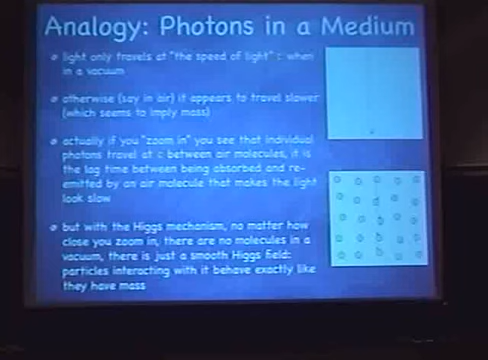 Analogy: Photons in a Medium
light only travels at "the speed of light" c when
in a vacuum
otherwise (say in air) it appears to travel slower
(which seems to imply mass)
actually if you "zoom in" you see that individual
photons travel at c between air molecules, it is
the lag time between being absorbed and re-
emitted by an air molecule that makes the light
look slow
but with the Higgs mechanism, no matter how
close you zoom in, there are no molecules in a
vacuum, there is just a smooth Higgs field:
particles interacting with it behave exactly like
they have mass